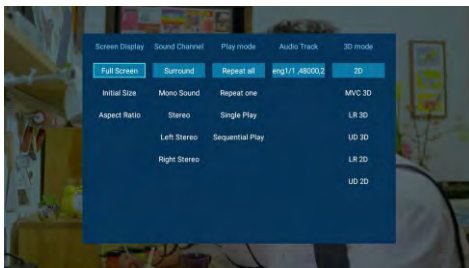 Screen Display Sound Channel Play mode Audio Track 3D mode
Full Screen Surround Repeat all eng1/1 ,48000,2 2D
Initial Size Mono Sound Repeat one MVC 3D
Aspect Ratio Stereo Single Play LR 3D
Left Stereo Sequential Play UD 3D
Right Stereo LR 2D
UD 2D